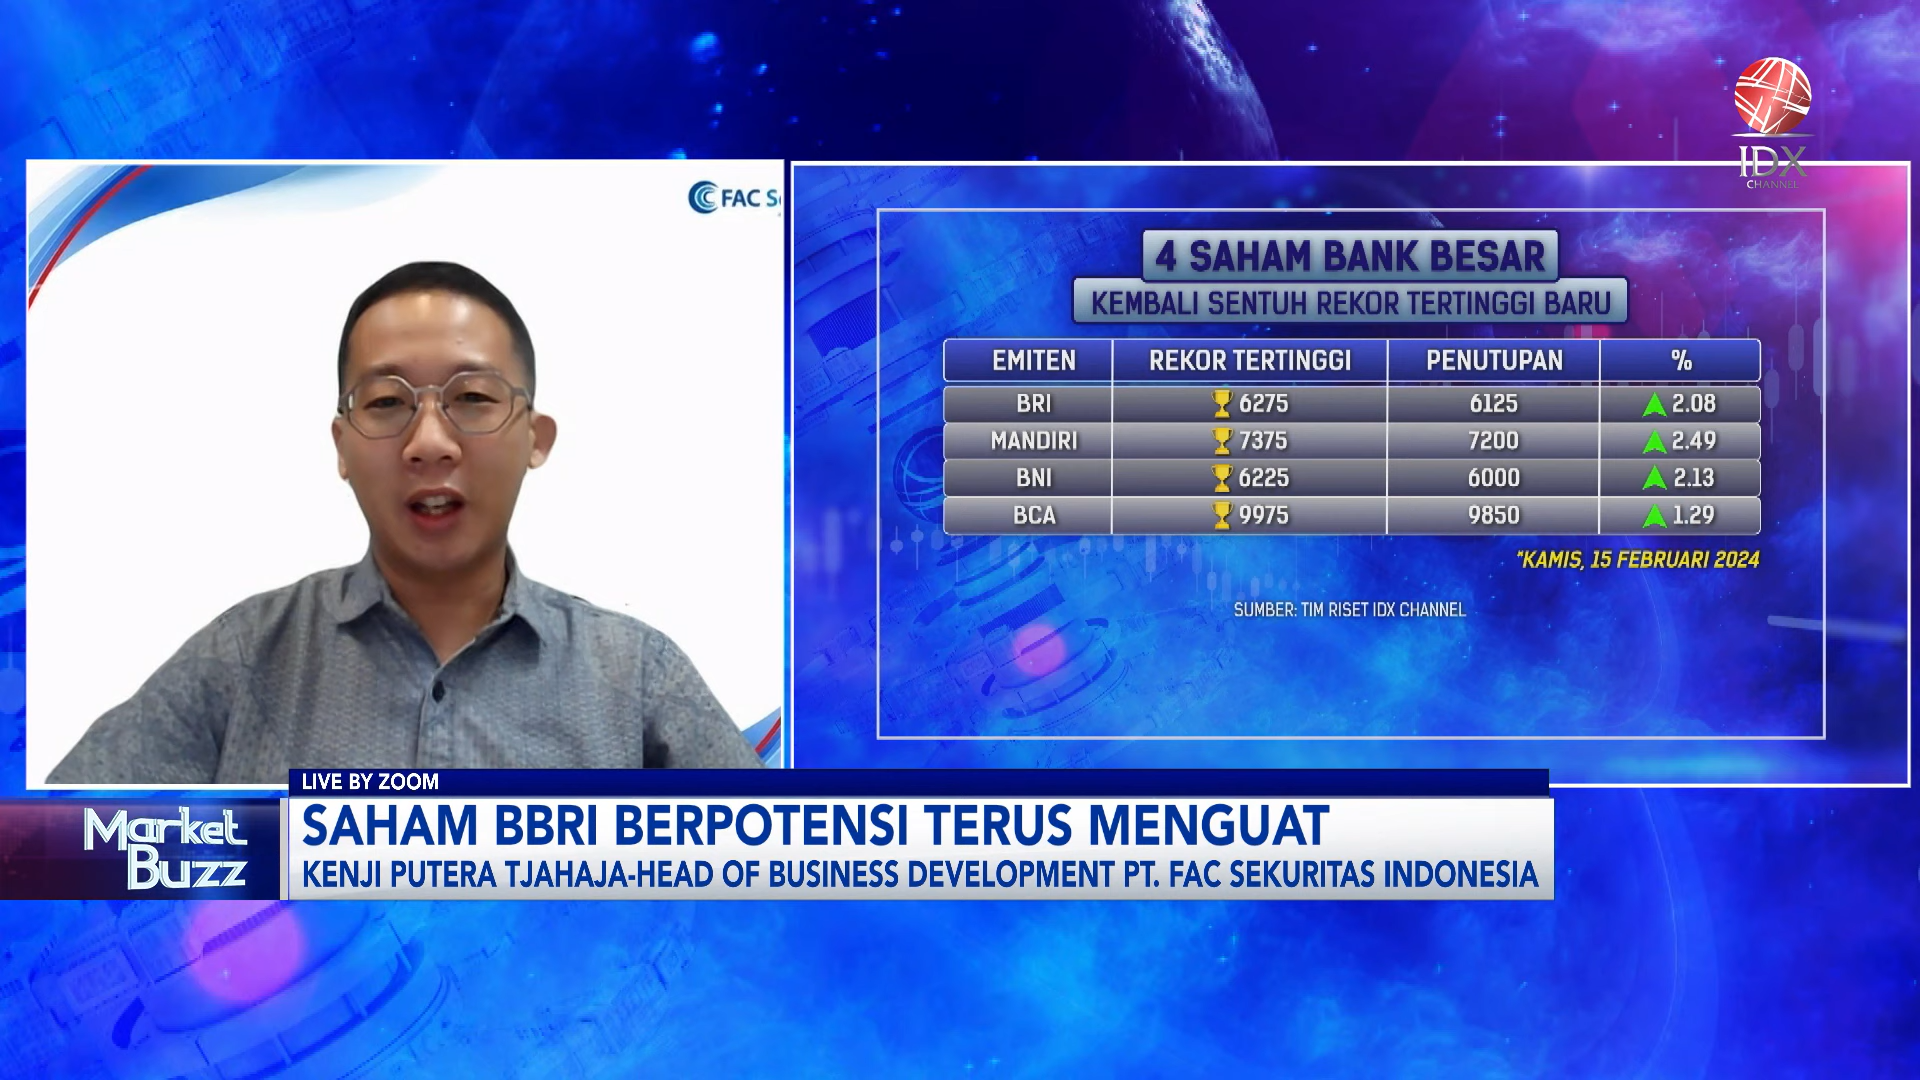 IDX
CHANNEL
FAC
4 SAHAM BANK BESAR
KEMBALI SENTUH REKOR TERTINGGI BARU
EMITEN REKOR TERTINGGI PENUTUPAN %
BRI 6275 6125 2.08
MANDIRI 7375 7200 2.49
BNI 6225 6000 2.13
BCA 9975 9850 1.29
*KAMIS, 15 FEBRUARI 2024
SUMBER: TIM RISET IDX CHANNEL
LIVE BY ZOOM
Market
Buzz
SAHAM BBRI BERPOTENSI TERUS MENGUAT
KENJI PUTERA TJAHAJA-HEAD OF BUSINESS DEVELOPMENT PT. FAC SEKURITAS INDONESIA